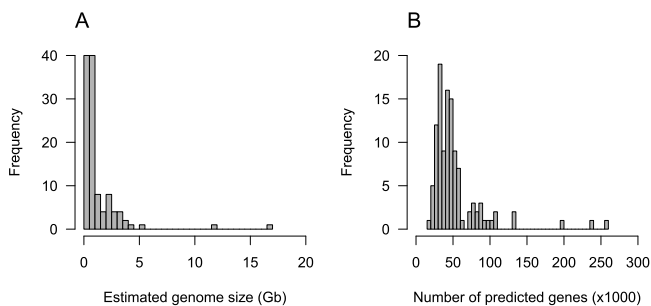 A
Frequency
40
30
20
10
0
0 5 10 15 20
Estimated genome size (Gb)
B
Frequency
20
15
10
5
0
0 50 100 150 200 250 300
Number of predicted genes (x1000)